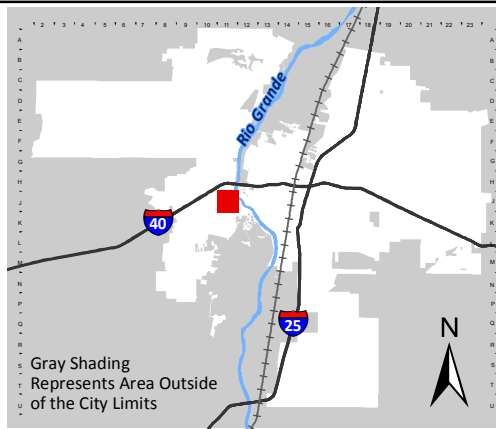 2 3 4 5 6 7 8 9 10 11 12 13 14 15 16 17 18 19 20 21 22 23
A
B
C
D
E
F
G
H
J
K
L
M
N
P
Q
R
S
T
U
A
B
C
D
E
F
G
H
J
K
L
M
N
P
Q
R
S
T
U
Rio Grande
40
25
N
Gray Shading
Represents Area Outside
of the City Limits